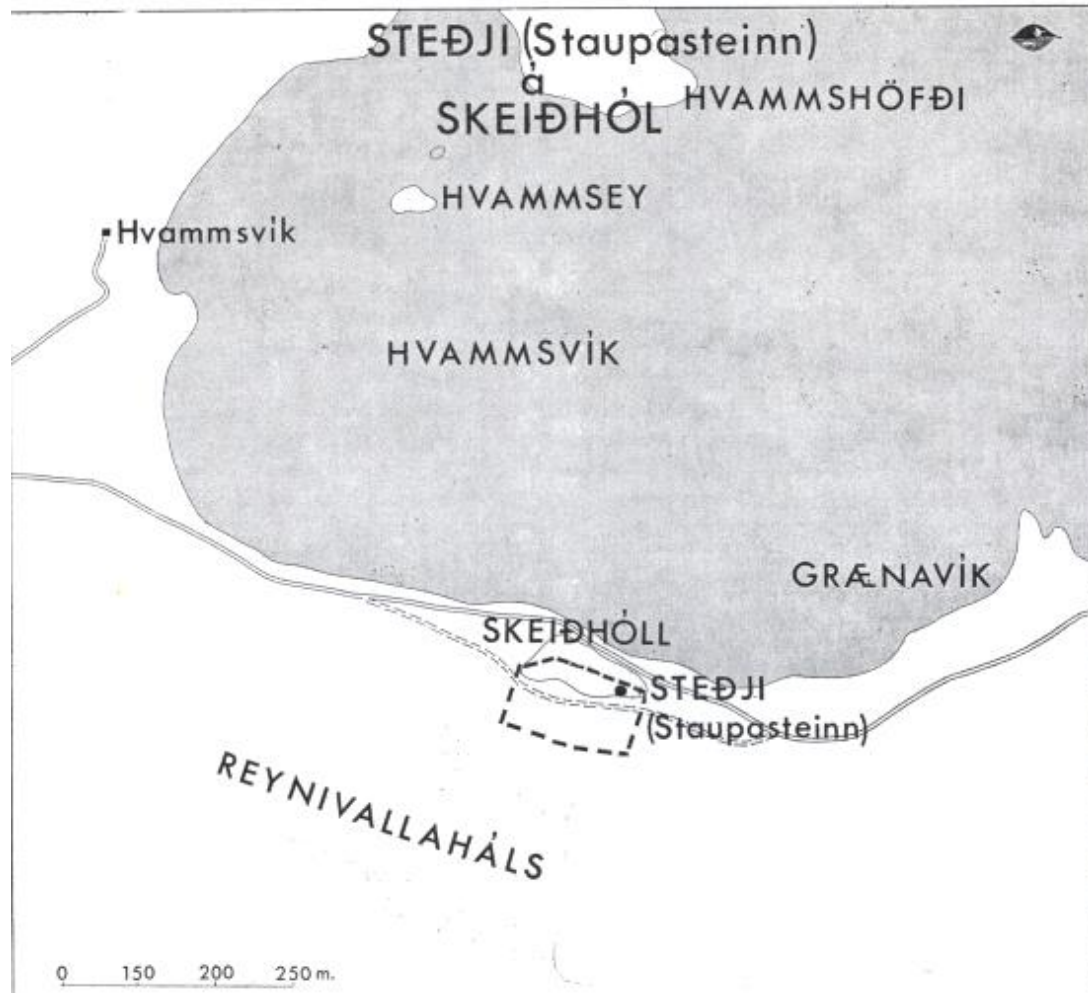 STEÐJI (Staupasteinn)
á
SKEIÐHÓL
HVAMMSHÖFÐI
HVAMMSEY
Hvammsvík
HVAMMSVÍK
GRÆNAVÍK
SKEIÐHÓLL
STEÐJI
(Staupasteinn)
REYNIVALLAHÁLS
0 150 200 250 m.